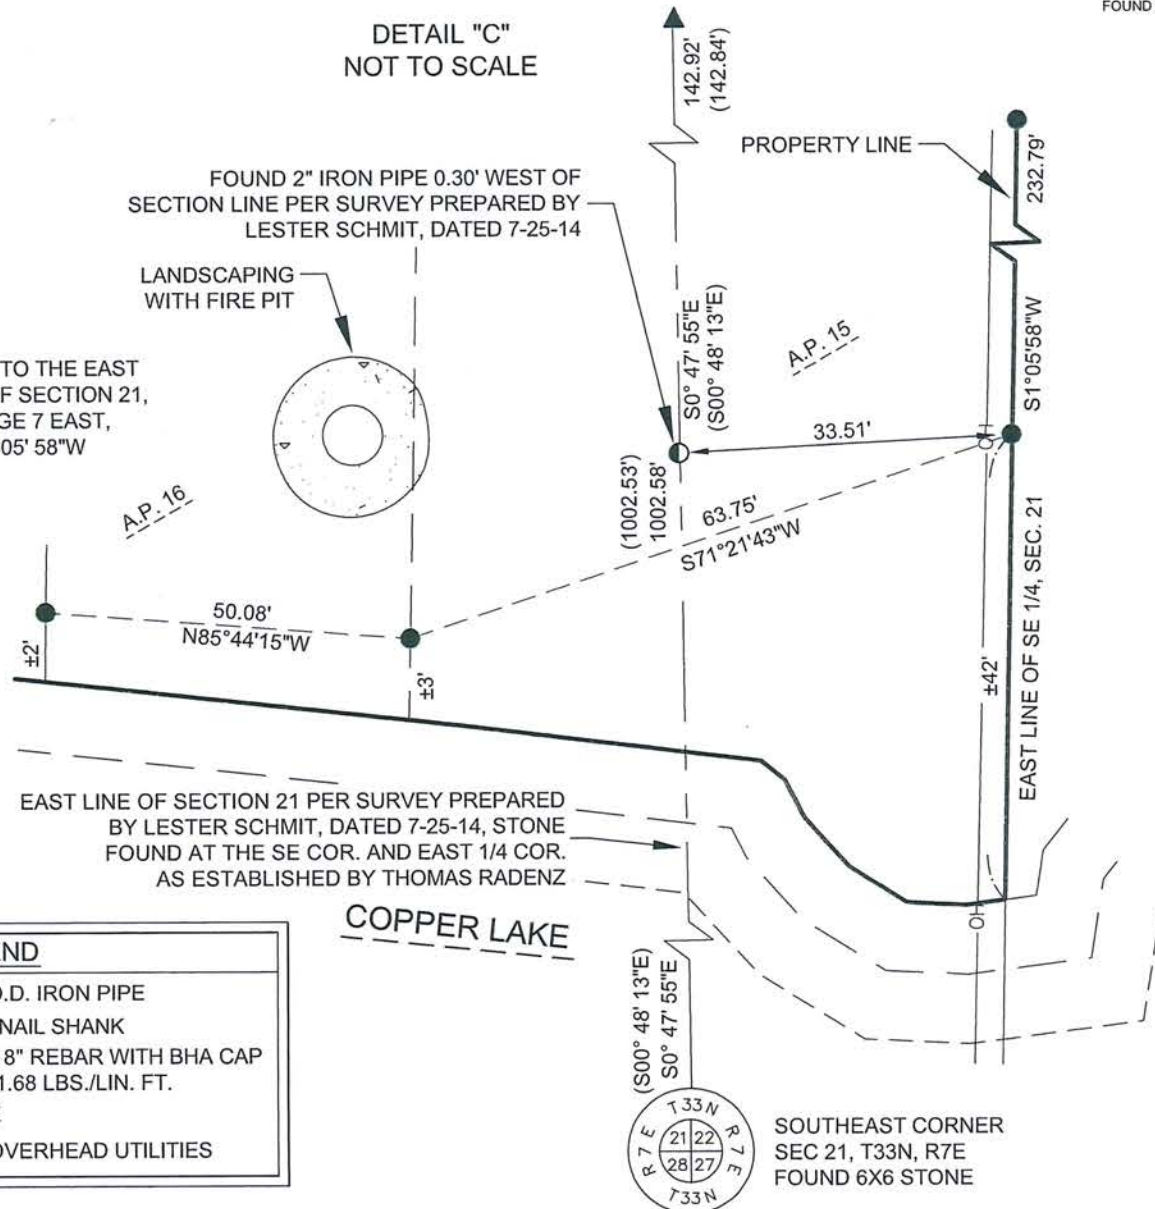 FOUND
DETAIL "C"
NOT TO SCALE
142.92'
(142.84')
PROPERTY LINE
232.79'
FOUND 2" IRON PIPE 0.30' WEST OF
SECTION LINE PER SURVEY PREPARED BY
LESTER SCHMIT, DATED 7-25-14
LANDSCAPING
WITH FIRE PIT
S0° 47' 55"E
(S00° 48' 13"E)
A.P. 15
S1°05'58"W
TO THE EAST
F SECTION 21,
GE 7 EAST,
05' 58"W
33.51'
OH
A.P. 16
(1002.53')
1002.58'
63.75'
S71°21'43"W
50.08'
N85°44'15"W
±2'
±3'
±42'
EAST LINE OF SE 1/4, SEC. 21
EAST LINE OF SECTION 21 PER SURVEY PREPARED
BY LESTER SCHMIT, DATED 7-25-14, STONE
FOUND AT THE SE COR. AND EAST 1/4 COR.
AS ESTABLISHED BY THOMAS RADENZ
COPPER LAKE
OH
(S00° 48' 13"E)
S0° 47' 55"E
END
O.D. IRON PIPE
NAIL SHANK
8" REBAR WITH BHA CAP
1.68 LBS./LIN. FT.
OVERHEAD UTILITIES
T33N
R7E
R7E
21 22
28 27
T33N
SOUTHEAST CORNER
SEC 21, T33N, R7E
FOUND 6X6 STONE